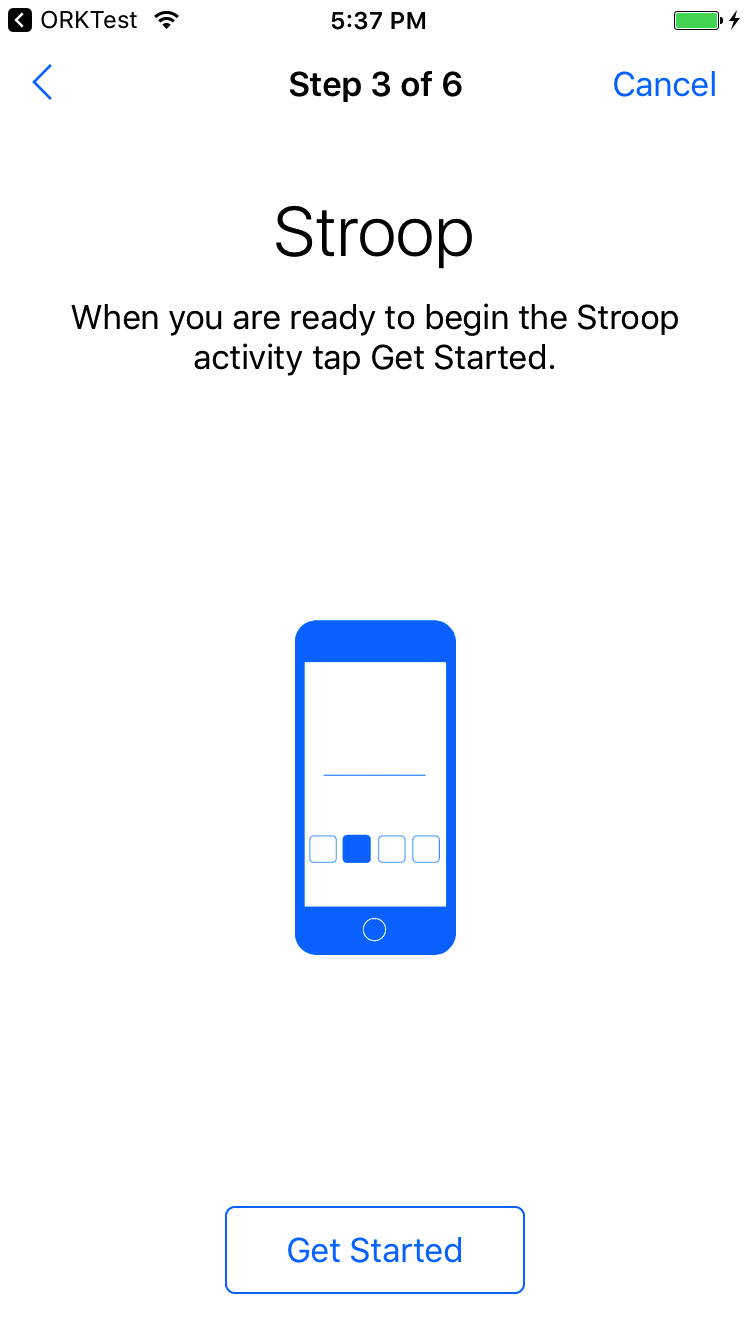 ORKTest 5:37 PM
Step 3 of 6 Cancel
Stroop
When you are ready to begin the Stroop
activity tap Get Started.
Get Started